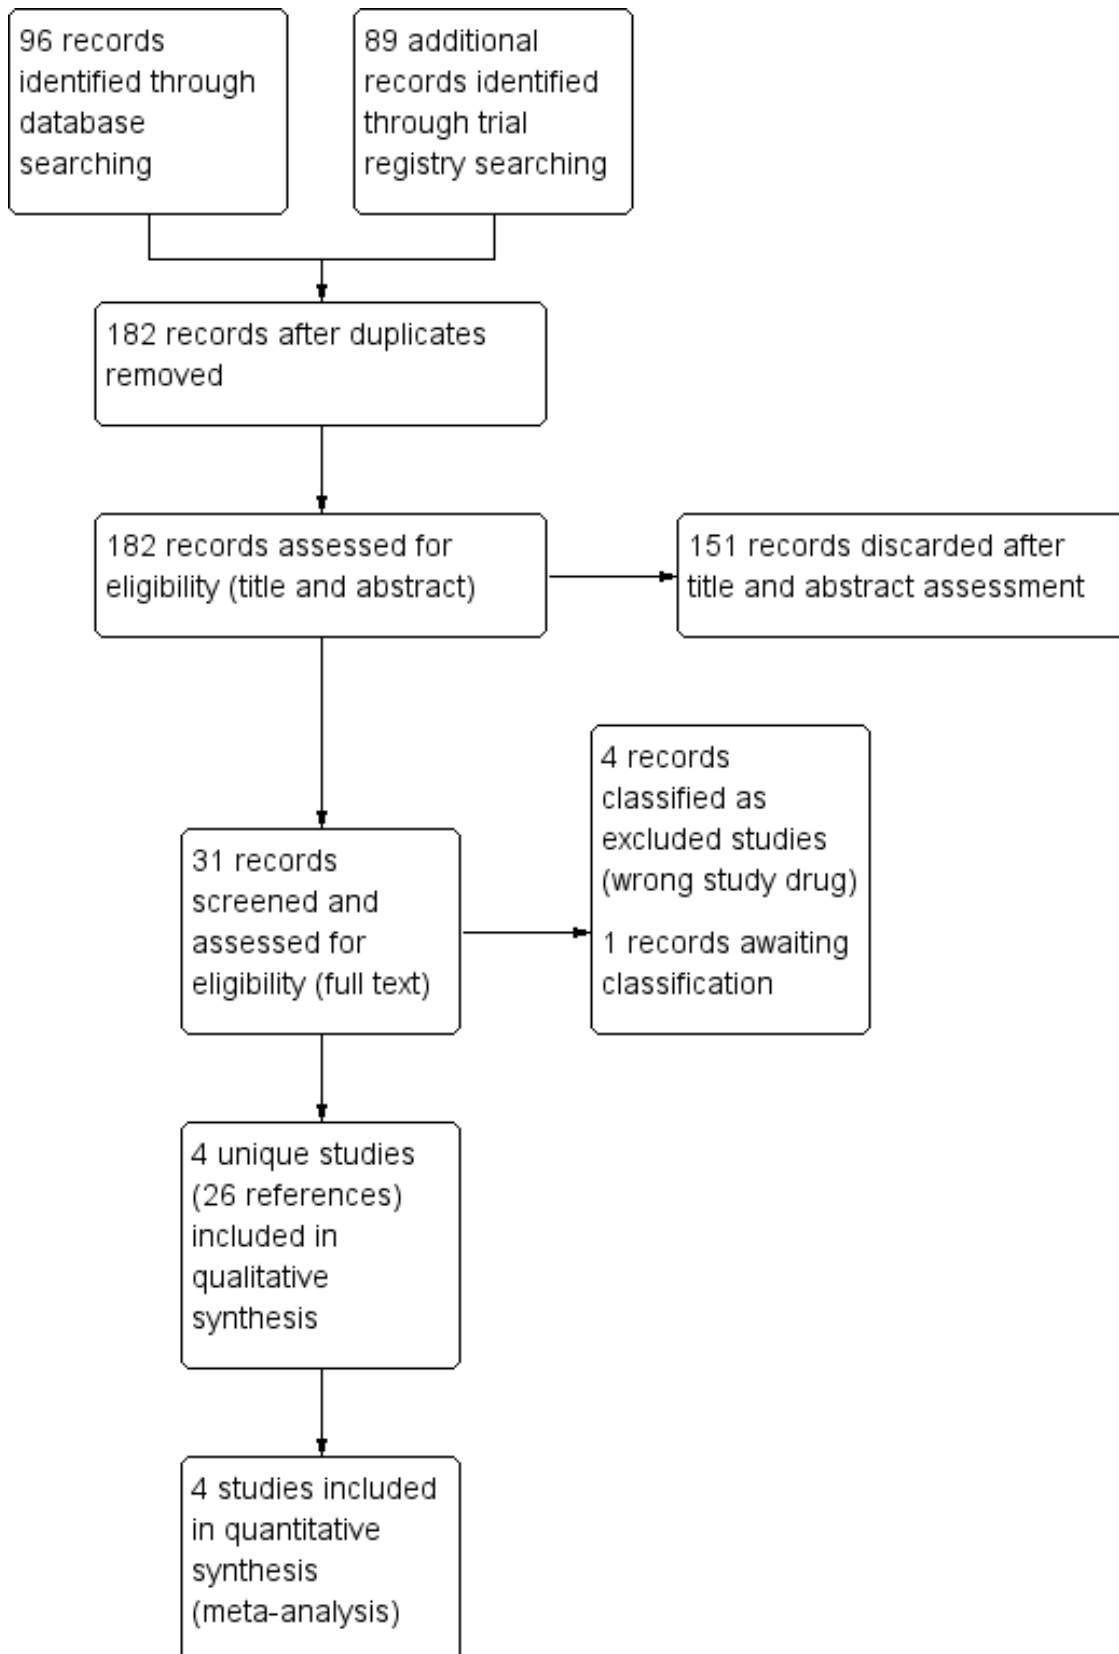 96 records
identified through
database
searching
89 additional
records identified
through trial
registry searching
182 records after duplicates
removed
182 records assessed for
eligibility (title and abstract)
151 records discarded after
title and abstract assessment
4 records
classified as
excluded studies
(wrong study drug)
1 records awaiting
classification
31 records
screened and
assessed for
eligibility (full text)
4 unique studies
(26 references)
included in
qualitative
synthesis
4 studies included
in quantitative
synthesis
(meta-analysis)